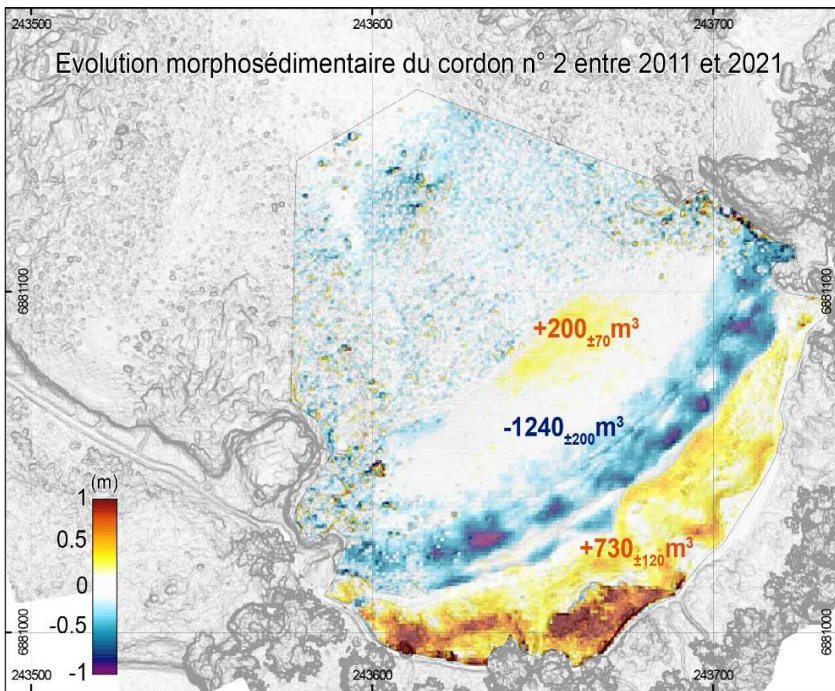 243500 243600 243700
Evolution morphosédimentaire du cordon n° 2 entre 2011 et 2021
6881100 6881100
+200±70m³
-1240±200m³
(m)
1
0.5
0
-0.5
-1
+730±120m³
6881000 6881000
243500 243600 243700